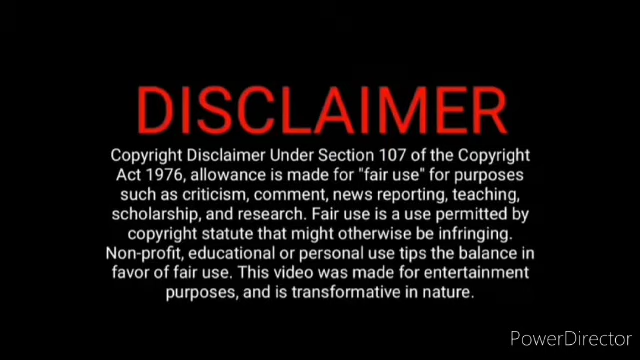 DISCLAIMER
Copyright Disclaimer Under Section 107 of the Copyright
Act 1976, allowance is made for "fair use" for purposes
such as criticism, comment, news reporting, teaching,
scholarship, and research. Fair use is a use permitted by
copyright statute that might otherwise be infringing.
Non-profit, educational or personal use tips the balance in
favor of fair use. This video was made for entertainment
purposes, and is transformative in nature.
PowerDirector